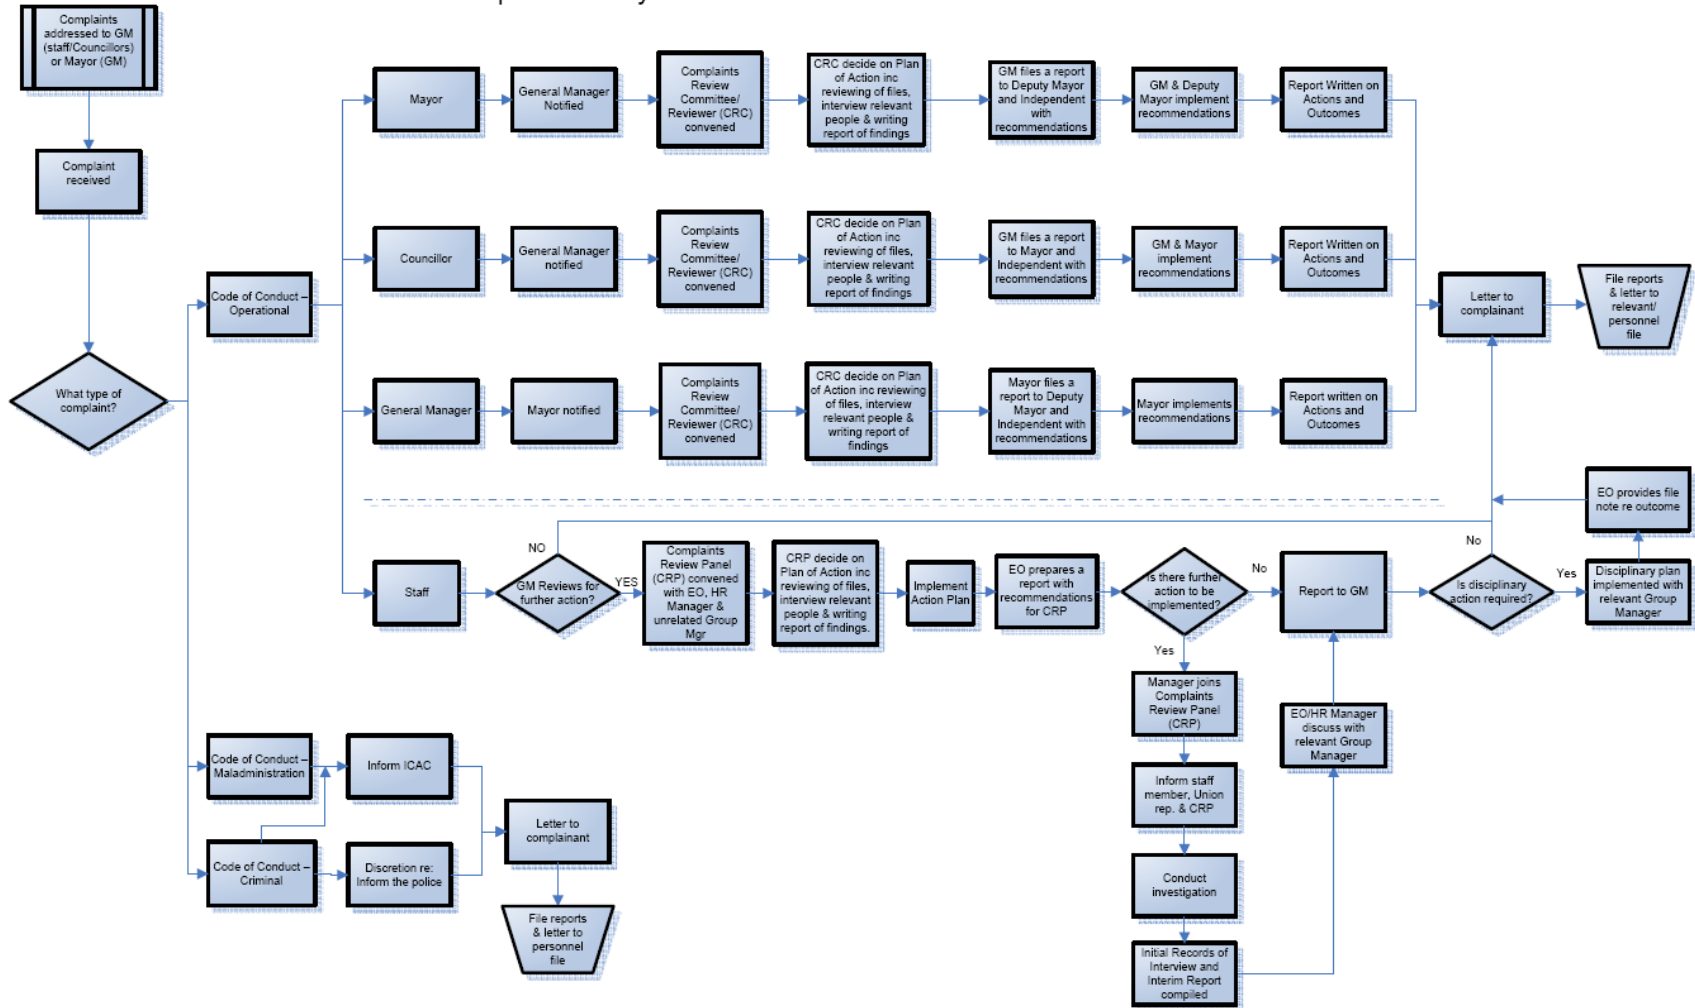 Complaints
addressed to GM
(staff/Councillors)
or Mayor (GM)
Complaint
received
What type of
complaint?
Code of Conduct –
Operational
Mayor
General Manager
Notified
Complaints
Review
Committee/
Reviewer (CRC)
convened
CRC decide on Plan
of Action inc
reviewing of files,
interview relevant
people & writing
report of findings
GM files a report
to Deputy Mayor
and Independent
with
recommendations
GM & Deputy
Mayor implement
recommendations
Report Written on
Actions and
Outcomes
Councillor
General Manager
notified
Complaints
Review
Committee/
Reviewer (CRC)
convened
CRC decide on Plan
of Action inc
reviewing of files,
interview relevant
people & writing
report of findings
GM files a report
to Mayor and
Independent with
recommendations
GM & Mayor
implement
recommendations
Report Written on
Actions and
Outcomes
General Manager
Mayor notified
Complaints
Review
Committee/
Reviewer (CRC)
convened
CRC decide on Plan
of Action inc reviewing
of files, interview
relevant people &
writing report of
findings
Mayor files a
report to Deputy
Mayor and
Independent with
recommendations
Mayor implements
recommendations
Report written on
Actions and
Outcomes
Letter to
complainant
File reports
& letter to
relevant/
personnel
file
Staff
GM Reviews for
further action?
NO
YES
Complaints
Review Panel
(CRP) convened
with EO, HR
Manager &
unrelated Group
Mgr
CRP decide on
Plan of Action inc
reviewing of files,
interview relevant
people & writing
report of findings.
Implement
Action Plan
EO prepares a
report with
recommendations
for CRP
Is there further
action to be
implemented?
No
Yes
Report to GM
Is disciplinary
action required?
No
Yes
Disciplinary plan
implemented with
relevant Group
Manager
EO provides file
note re outcome
Manager joins
Complaints
Review Panel
(CRP)
Inform staff
member, Union
rep. & CRP
Conduct
investigation
Initial Records of
Interview and
Interim Report
compiled
EO/HR Manager
discuss with
relevant Group
Manager
Code of Conduct –
Maladministration
Inform ICAC
Code of Conduct –
Criminal
Discretion re:
Inform the police
Letter to
complainant
File reports
& letter to
personnel
file